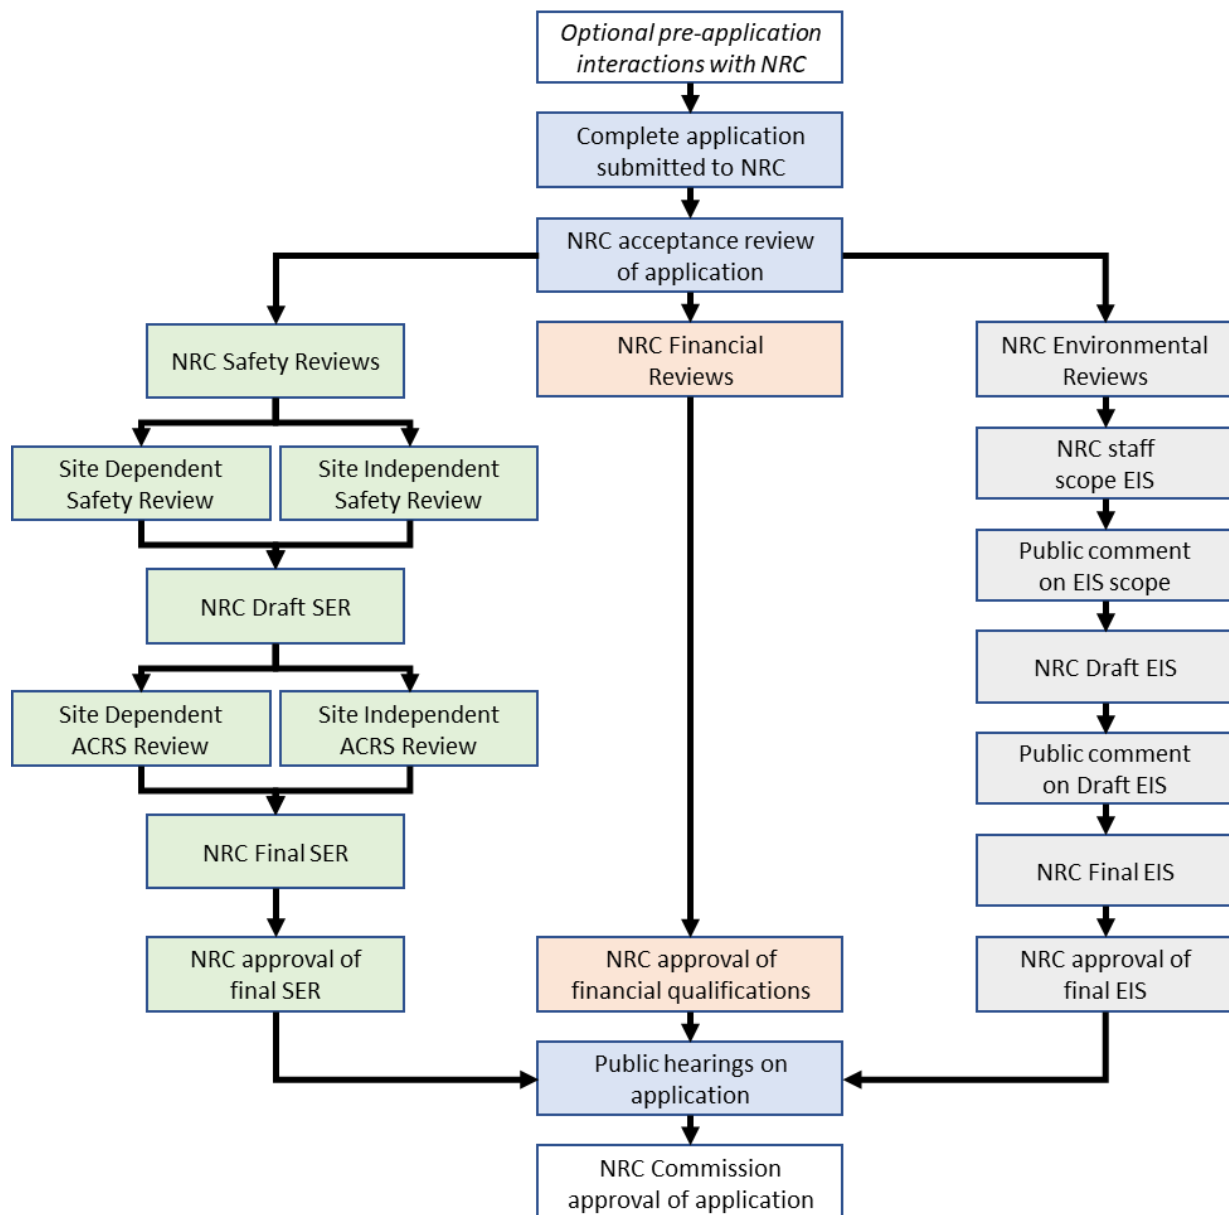 Optional pre-application
interactions with NRC
Complete application
submitted to NRC
NRC acceptance review
of application
NRC Safety Reviews
NRC Financial
Reviews
NRC Environmental
Reviews
Site Dependent
Safety Review
Site Independent
Safety Review
NRC staff
scope EIS
Public comment
on EIS scope
NRC Draft SER
NRC Draft EIS
Site Dependent
ACRS Review
Site Independent
ACRS Review
Public comment
on Draft EIS
NRC Final SER
NRC Final EIS
NRC approval of
final SER
NRC approval of
financial qualifications
NRC approval of
final EIS
Public hearings on
application
NRC Commission
approval of application